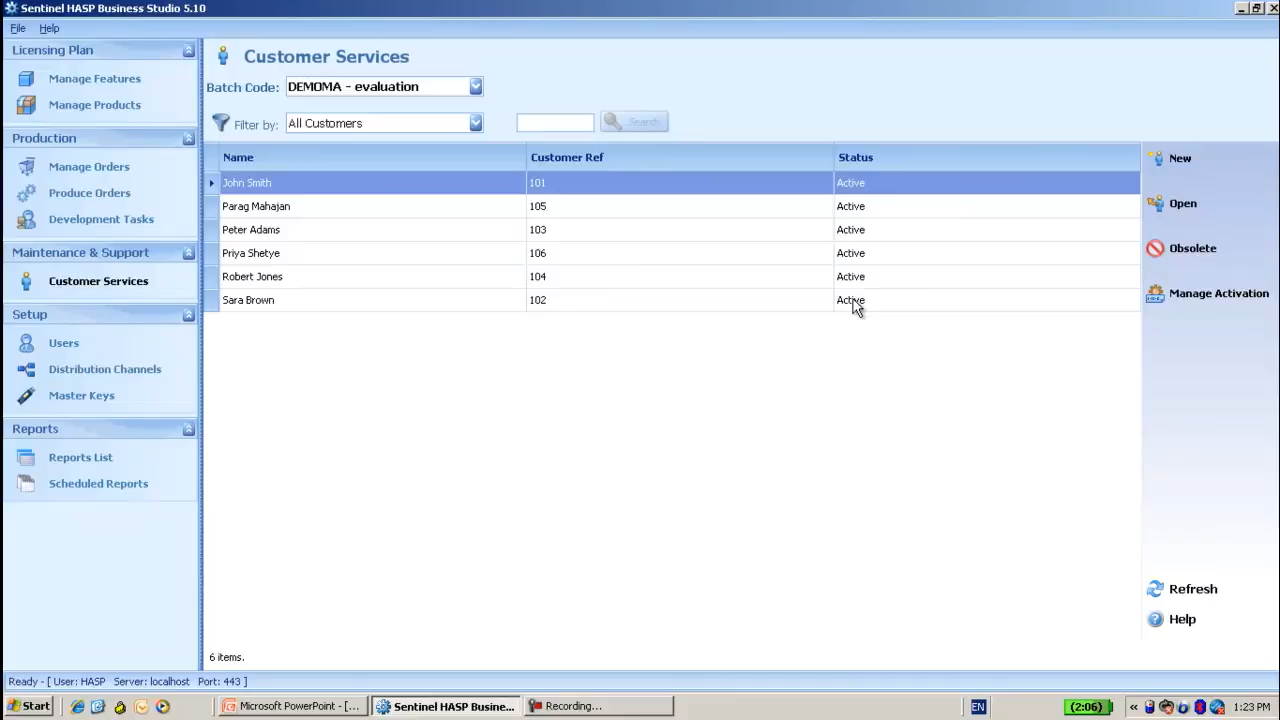 Sentinel HASP Business Studio 5.10
File Help
Licensing Plan
Manage Features
Manage Products
Production
Manage Orders
Produce Orders
Development Tasks
Maintenance & Support
Customer Services
Setup
Users
Distribution Channels
Master Keys
Reports
Reports List
Scheduled Reports
Customer Services
Batch Code: DEMOMA - evaluation
Filter by: All Customers Search
Name Customer Ref Status
John Smith 101 Active
Parag Mahajan 105 Active
Peter Adams 103 Active
Priya Shetye 106 Active
Robert Jones 104 Active
Sara Brown 102 Active
6 items.
New
Open
Obsolete
Manage Activation
Refresh
Help
Ready - [ User: HASP Server: localhost Port: 443 ]
Start Microsoft PowerPoint - [... Sentinel HASP Busine... Recording... EN (2:06) « 1:23 PM